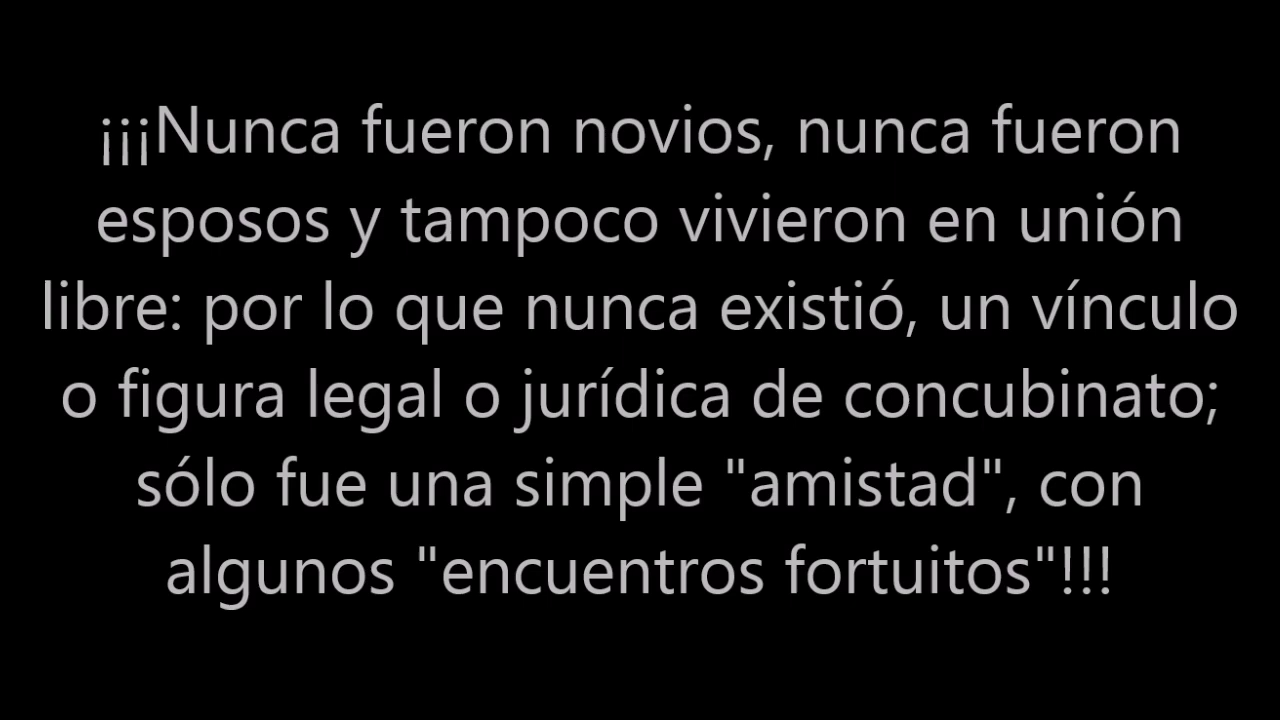 ¡¡¡Nunca fueron novios, nunca fueron
esposos y tampoco vivieron en unión
libre: por lo que nunca existió, un vínculo
o figura legal o jurídica de concubinato;
sólo fue una simple "amistad", con
algunos "encuentros fortuitos"!!!